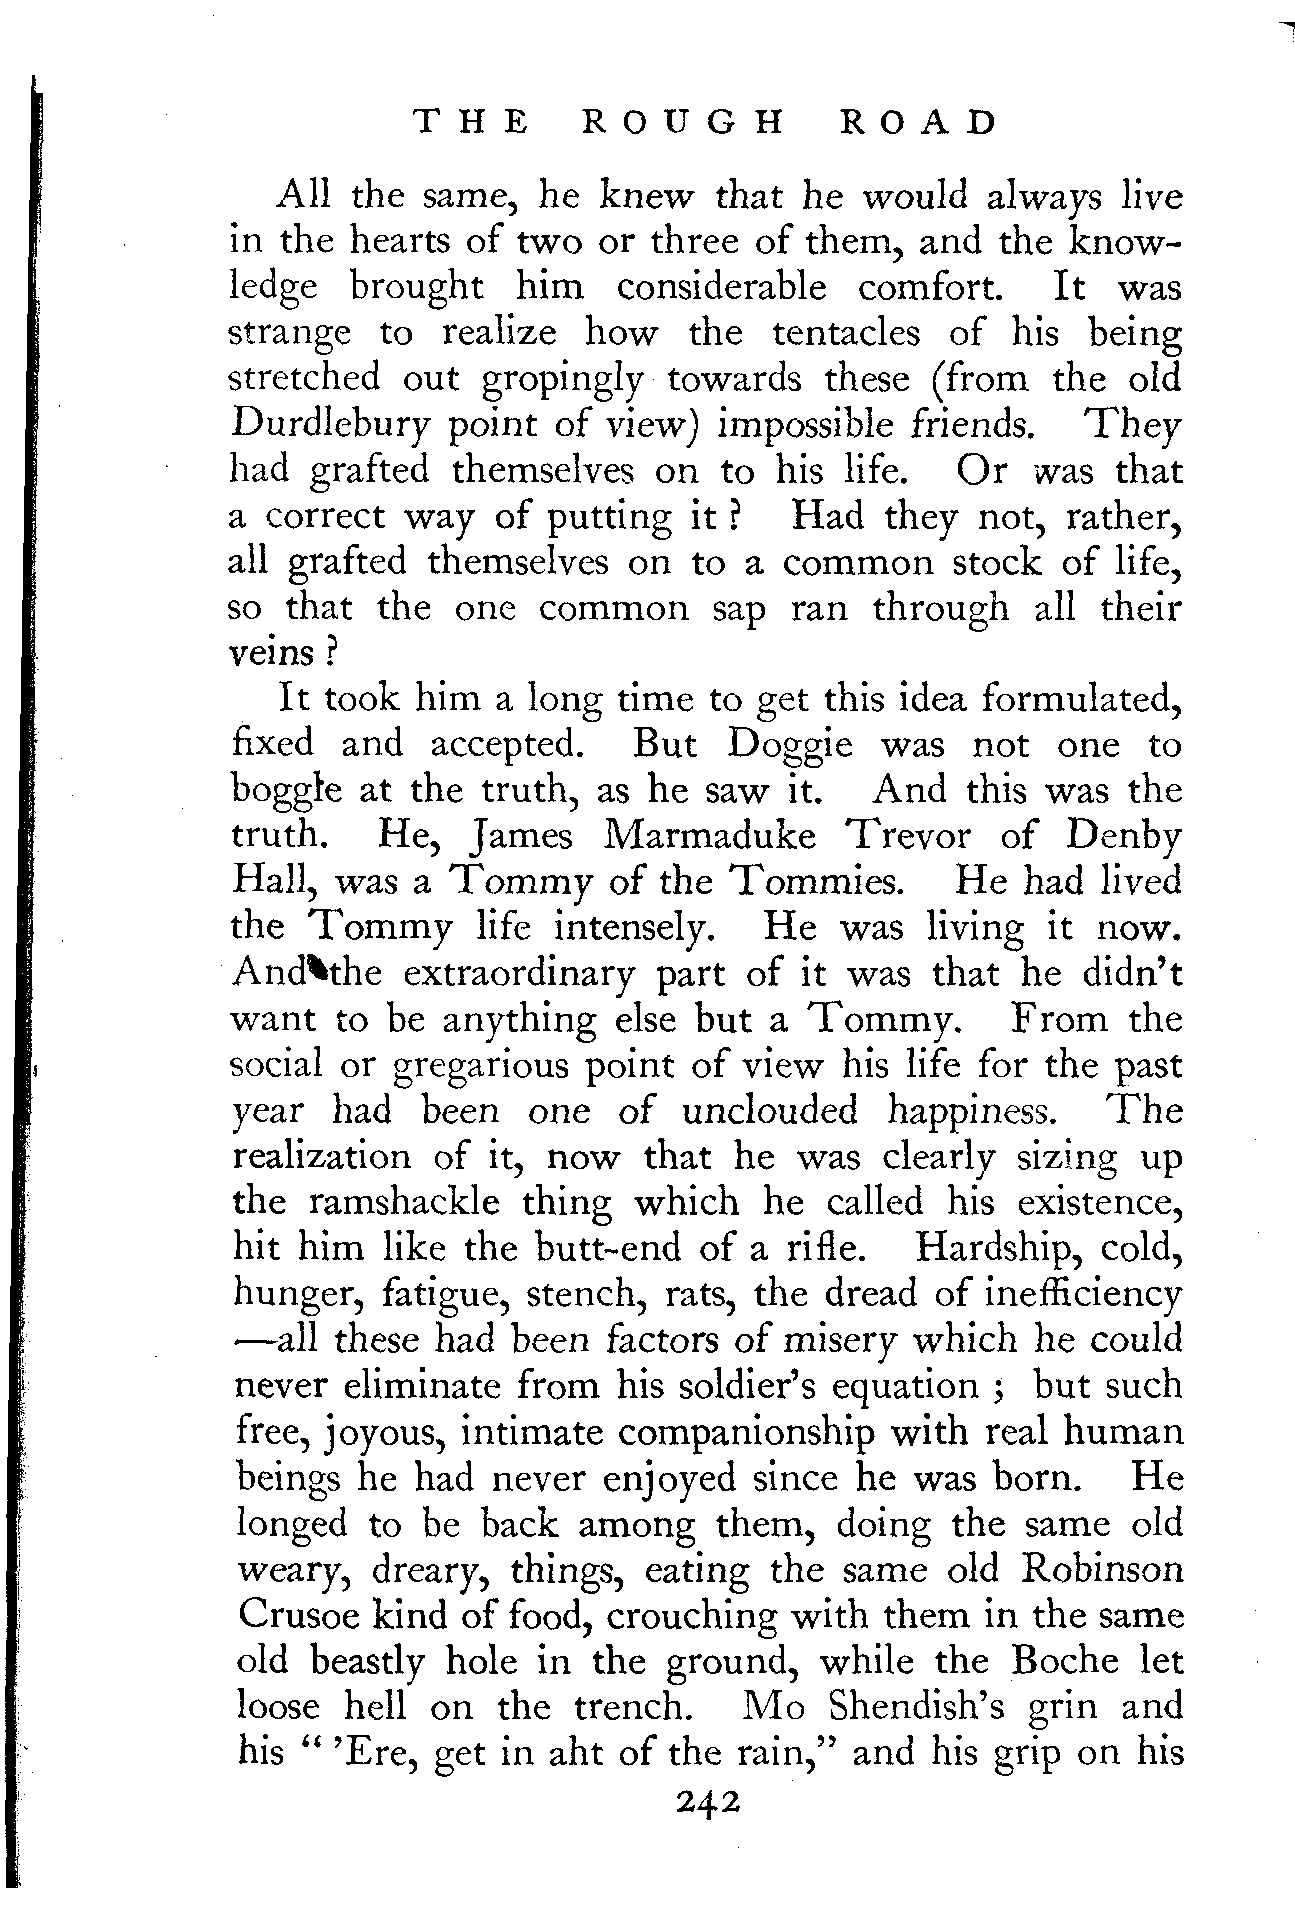 THE ROUGH ROAD
All the same, he knew that he would always live
in the hearts of two or three of them, and the know-
ledge brought him considerable comfort. It was
strange to realize how the tentacles of his being
stretched out gropingly towards these (from the old
Durdlebury point of view) impossible friends. They
had grafted themselves on to his life. Or was that
a correct way of putting it ? Had they not, rather,
all grafted themselves on to a common stock of life,
so that the one common sap ran through all their
veins ?
It took him a long time to get this idea formulated,
fixed and accepted. But Doggie was not one to
boggle at the truth, as he saw it. And this was the
truth. He, James Marmaduke Trevor of Denby
Hall, was a Tommy of the Tommies. He had lived
the Tommy life intensely. He was living it now.
And the extraordinary part of it was that he didn't
want to be anything else but a Tommy. From the
social or gregarious point of view his life for the past
year had been one of unclouded happiness. The
realization of it, now that he was clearly sizing up
the ramshackle thing which he called his existence,
hit him like the butt-end of a rifle. Hardship, cold,
hunger, fatigue, stench, rats, the dread of inefficiency
—all these had been factors of misery which he could
never eliminate from his soldier's equation ; but such
free, joyous, intimate companionship with real human
beings he had never enjoyed since he was born. He
longed to be back among them, doing the same old
weary, dreary, things, eating the same old Robinson
Crusoe kind of food, crouching with them in the same
old beastly hole in the ground, while the Boche let
loose hell on the trench. Mo Shendish's grin and
his " 'Ere, get in aht of the rain," and his grip on his
242